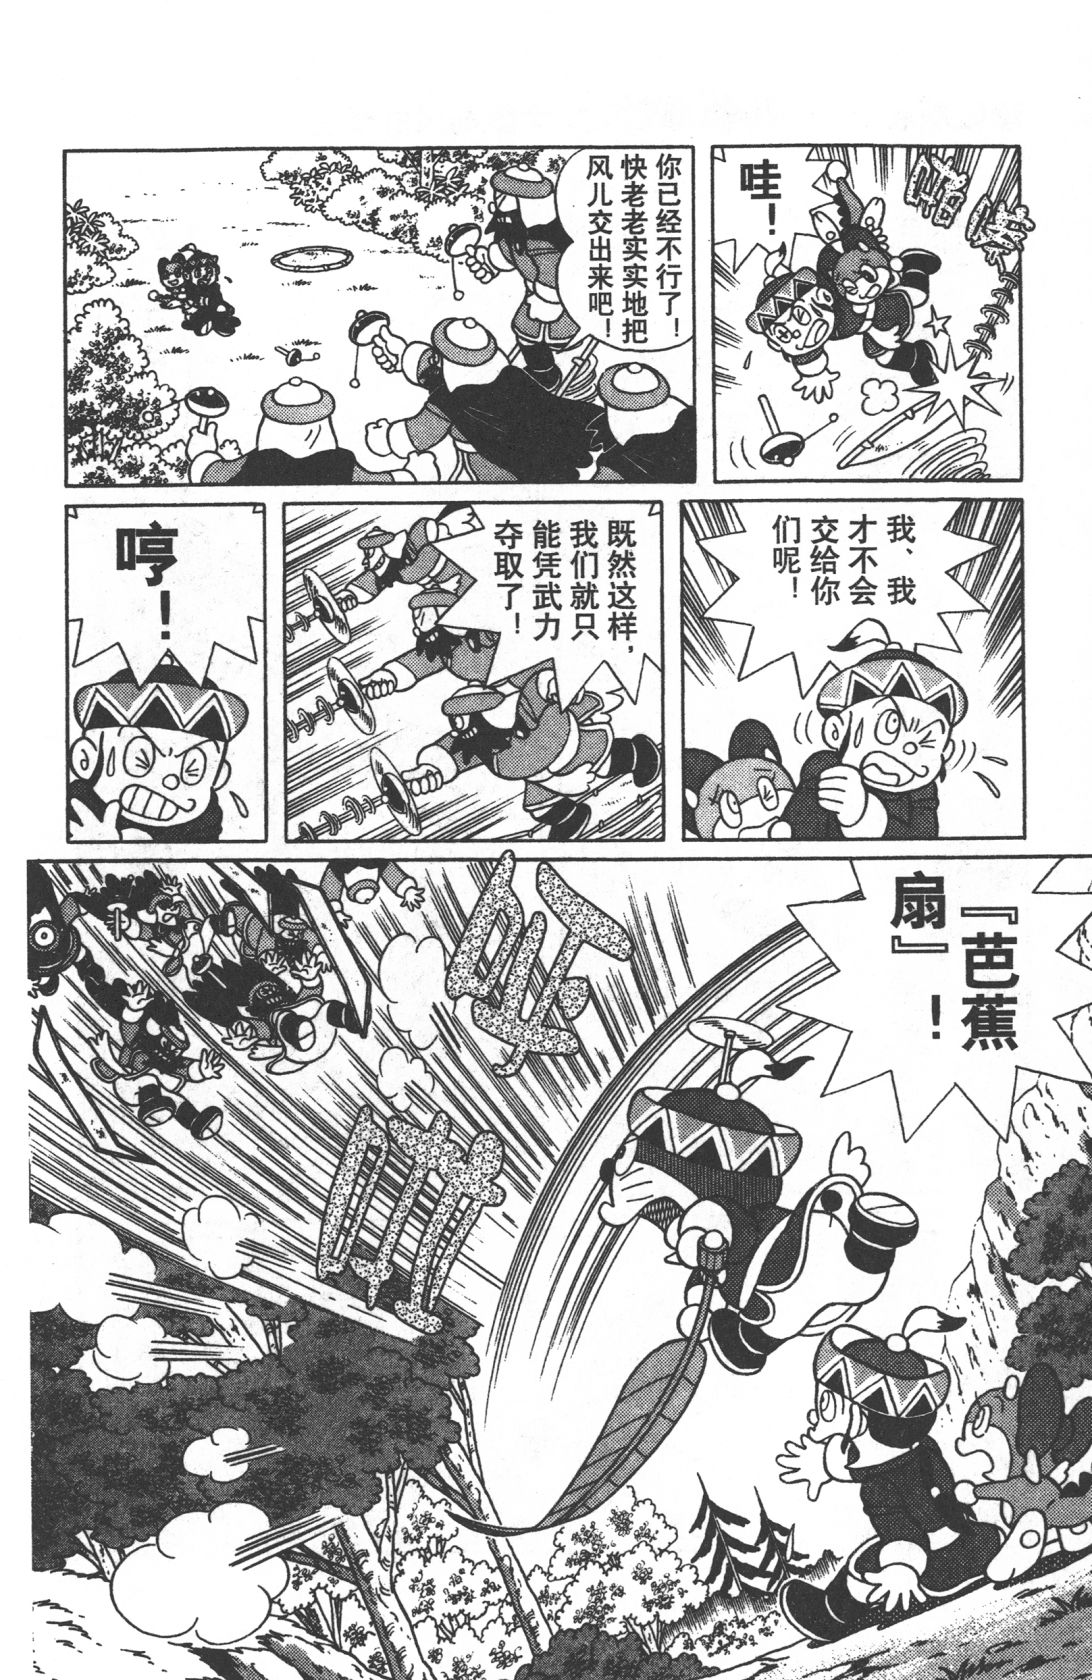 哇！
你已经不行了！
快老老实实地把
风儿交出来吧！
我、我
才不会
交给你
们呢！
既然这样，
我们就只
能凭武力
夺取了！
哼！
『芭蕉
扇』！